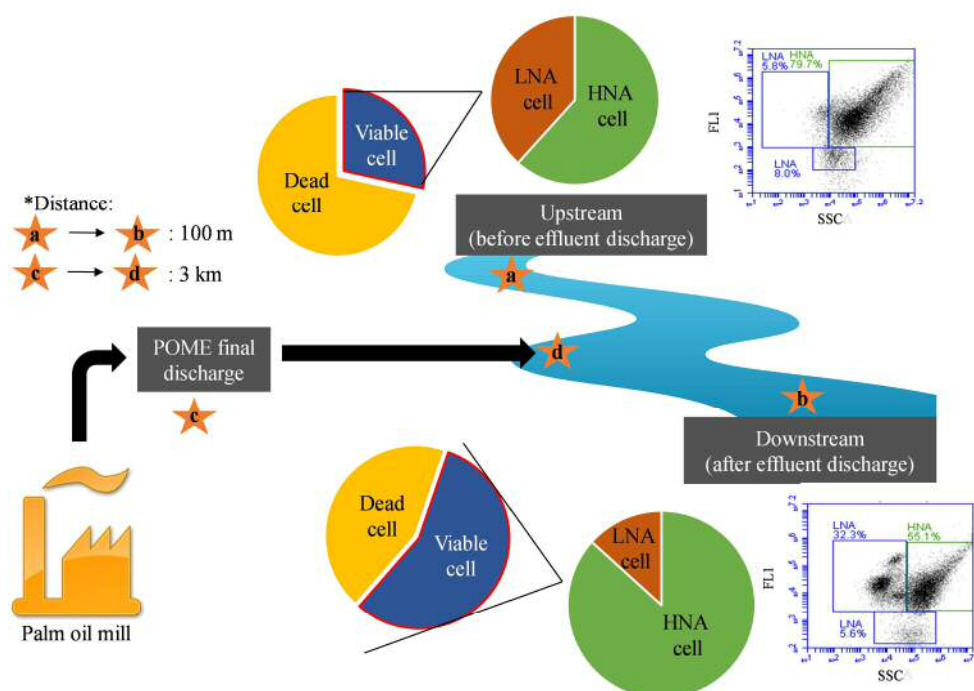 LNA
cell
HNA
cell
Viable
cell
Dead
cell
LNA
5.8%
HNA
79.7%
LNA
8.0%
FL1
SSC
*Distance:
a
b
: 100 m
c
d
: 3 km
Upstream
(before effluent discharge)
a
POME final
discharge
c
d
b
Downstream
(after effluent discharge)
Palm oil mill
Dead
cell
Viable
cell
LNA
cell
HNA
cell
LNA
32.3%
HNA
55.1%
LNA
5.6%
FL1
SSC